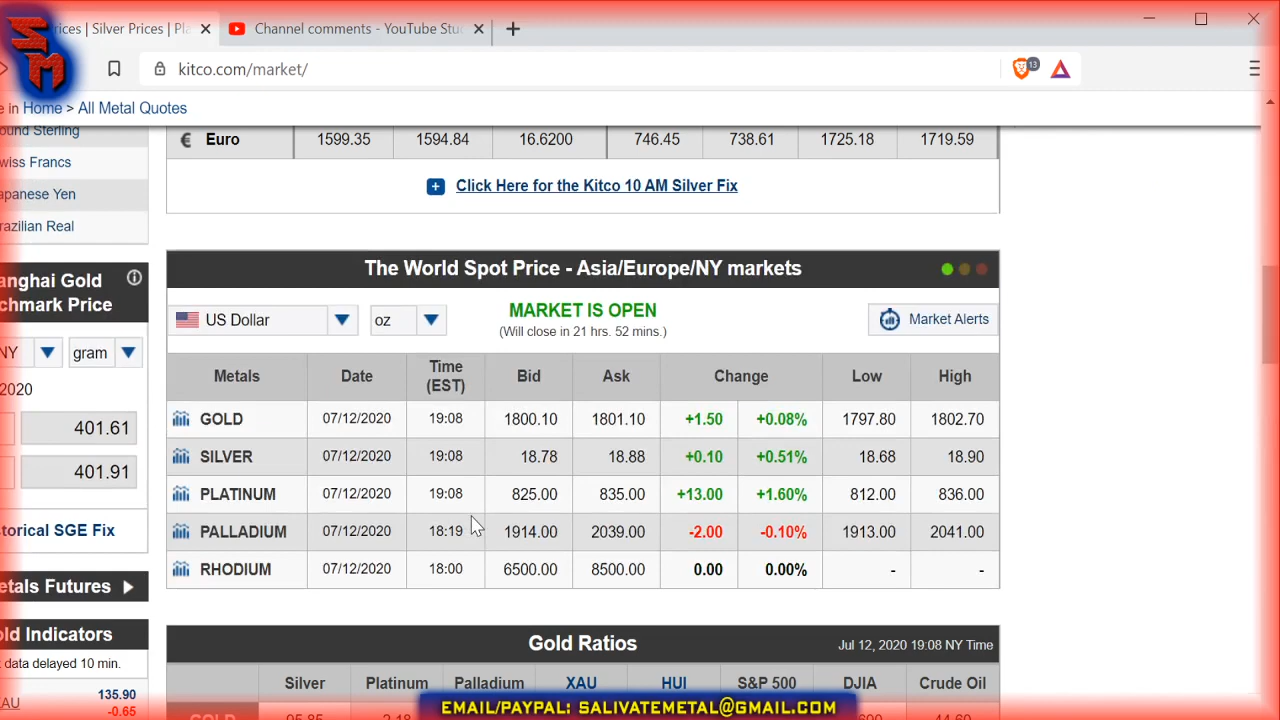 SM
rices | Silver Prices | Pla
Channel comments - YouTube Stu
kitco.com/market/
13
e in Home > All Metal Quotes
ound Sterling
wiss Francs
apanese Yen
razilian Real
€ Euro 1599.35 1594.84 16.6200 746.45 738.61 1725.18 1719.59
Click Here for the Kitco 10 AM Silver Fix
anghai Gold
chmark Price
NY gram
2020
401.61
401.91
torical SGE Fix
etals Futures
old Indicators
t data delayed 10 min.
AU 135.90
-0.65
The World Spot Price - Asia/Europe/NY markets
US Dollar oz MARKET IS OPEN Market Alerts
(Will close in 21 hrs. 52 mins.)
Metals Date Time (EST) Bid Ask Change Low High
GOLD 07/12/2020 19:08 1800.10 1801.10 +1.50 +0.08% 1797.80 1802.70
SILVER 07/12/2020 19:08 18.78 18.88 +0.10 +0.51% 18.68 18.90
PLATINUM 07/12/2020 19:08 825.00 835.00 +13.00 +1.60% 812.00 836.00
PALLADIUM 07/12/2020 18:19 1914.00 2039.00 -2.00 -0.10% 1913.00 2041.00
RHODIUM 07/12/2020 18:00 6500.00 8500.00 0.00 0.00% - -
Gold Ratios Jul 12, 2020 19:08 NY Time
Silver Platinum Palladium XAU HUI S&P 500 DJIA Crude Oil
GOLD 95.85 2.18
EMAIL/PAYPAL: SALIVATEMETAL@GMAIL.COM